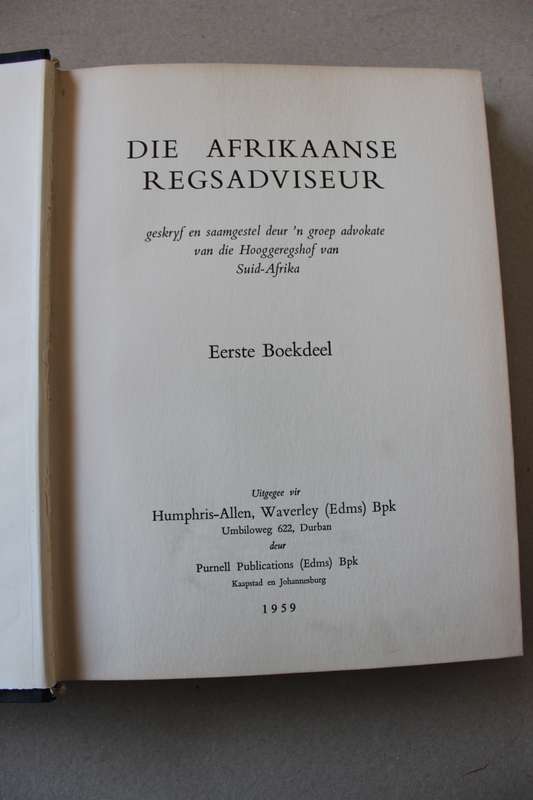 DIE AFRIKAANSE
REGSADVISEUR
geskryf en saamgestel deur 'n groep advokate
van die Hooggeregshof van
Suid-Afrika
Eerste Boekdeel
Uitgegee vir
Humphris-Allen, Waverley (Edms) Bpk
Umbiloweg 622, Durban
deur
Purnell Publications (Edms) Bpk
Kaapstad en Johannesburg
1959